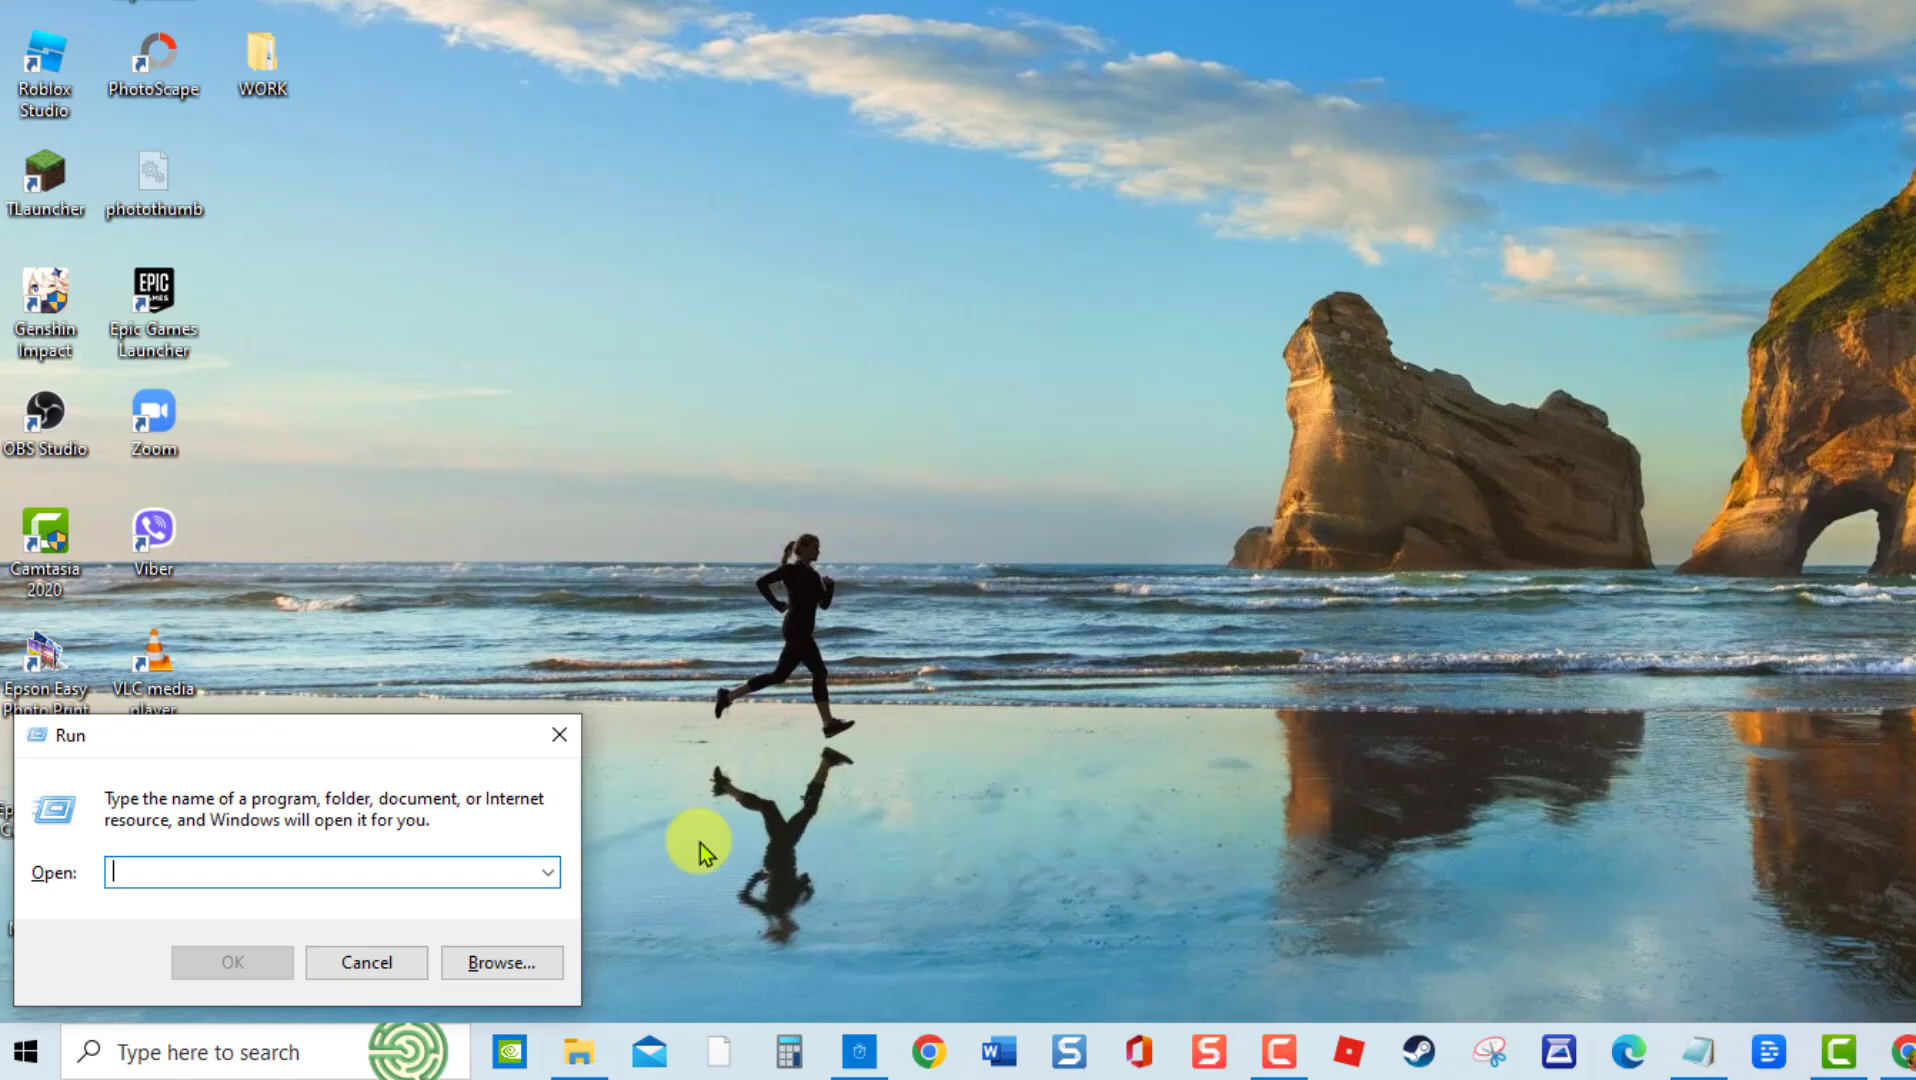 Roblox
Studio
PhotoScape
WORK
TLauncher
photothumb
Genshin
Impact
EPIC
Epic Games
Launcher
OBS Studio
Zoom
Camtasia
2020
Viber
Epson Easy
Photo Print
VLC media
player
Run
Type the name of a program, folder, document, or Internet
resource, and Windows will open it for you.
Open:
OK
Cancel
Browse...
Type here to search